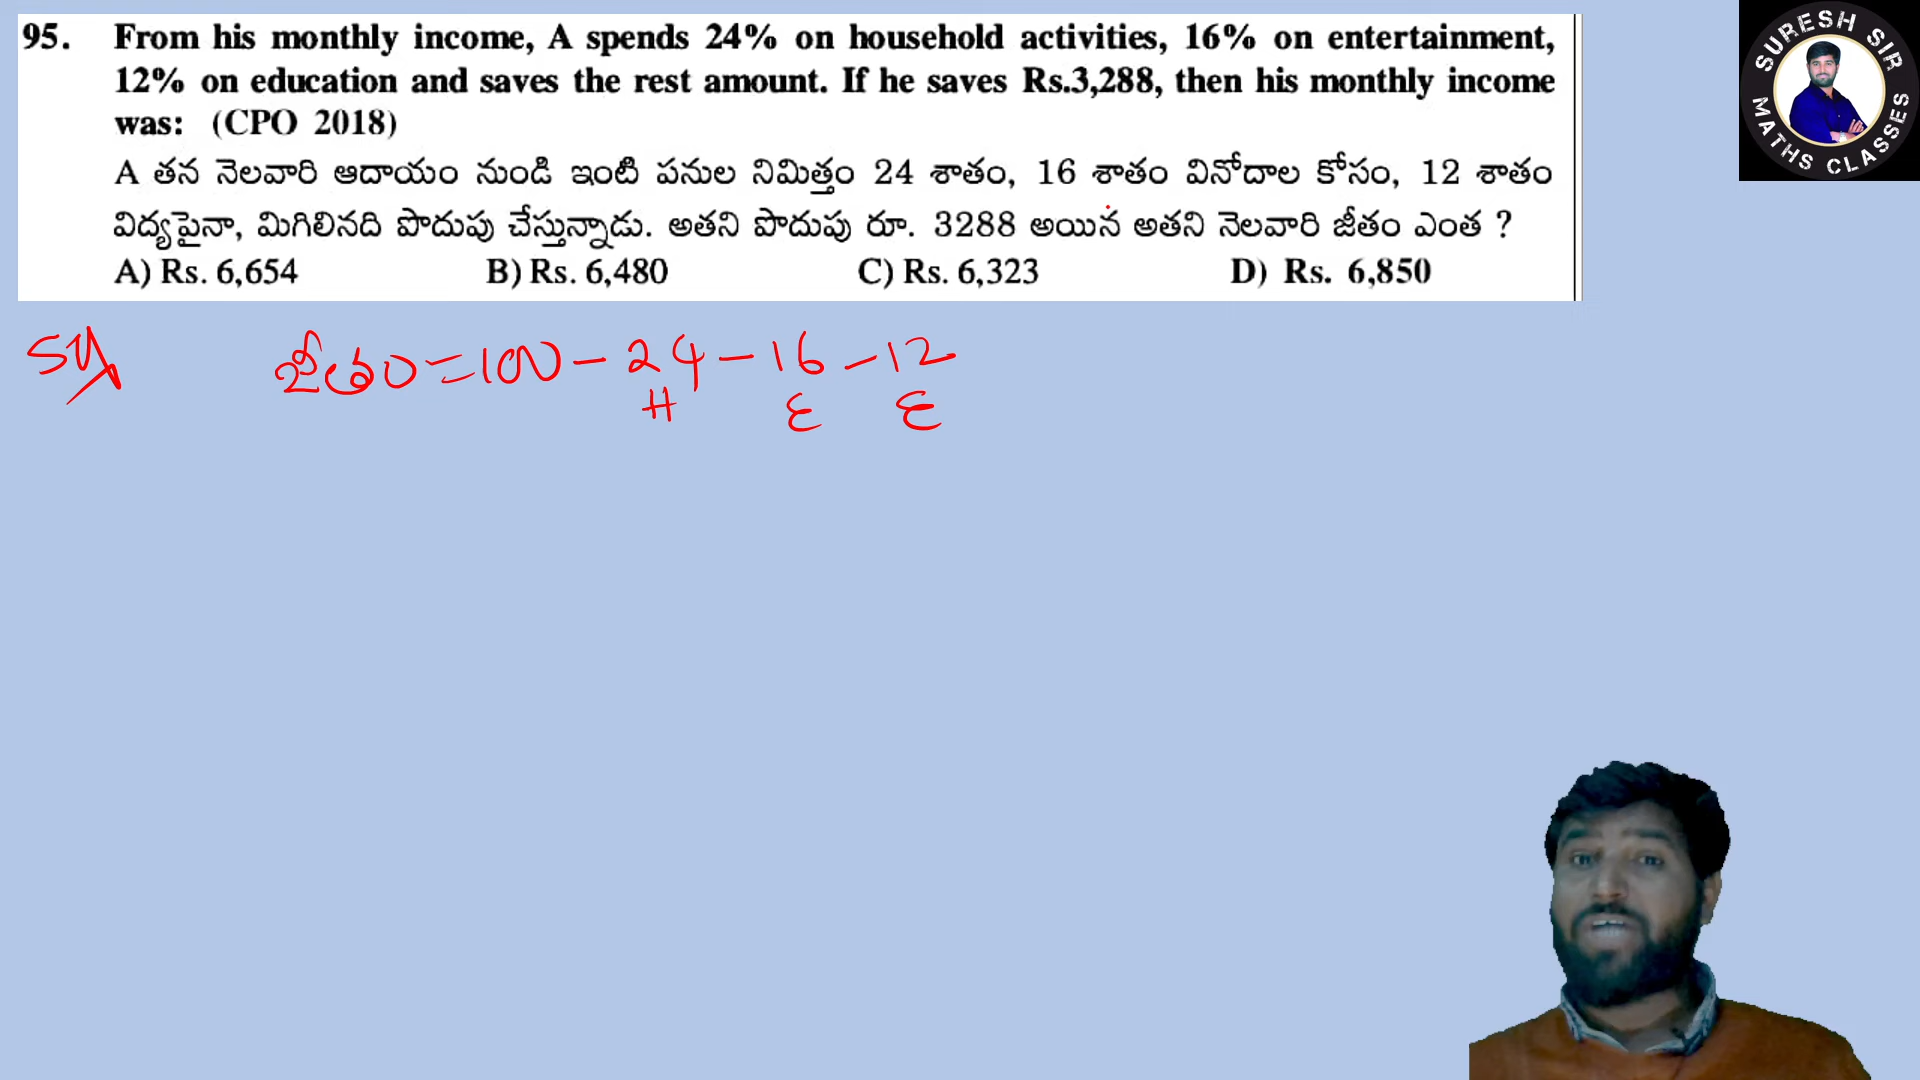 95. From his monthly income, A spends 24% on household activities, 16% on entertainment,
12% on education and saves the rest amount. If he saves Rs.3,288, then his monthly income
was: (CPO 2018)
A తన నెలవారి ఆదాయం నుండి ఇంటి పనుల నిమిత్తం 24 శాతం, 16 శాతం వినోదాల కోసం, 12 శాతం
విద్యపైనా, మిగిలినది పొదుపు చేస్తున్నాడు. అతని పొదుపు రూ. 3288 అయిన అతని నెలవారి జీతం ఎంత ?
A) Rs. 6,654 B) Rs. 6,480 C) Rs. 6,323 D) Rs. 6,850
జీతం = 100 - 24 - 16 - 12
H E E
SURESH SIR
MATHS CLASSES